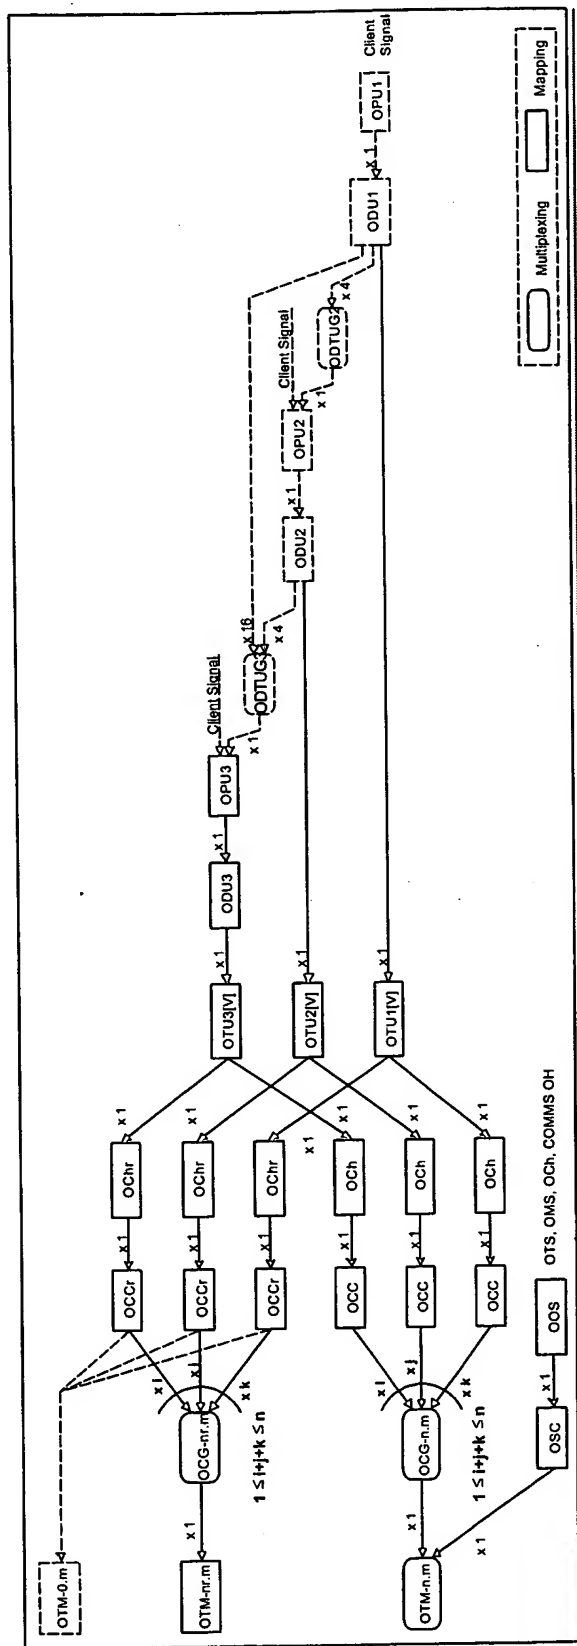 OTM-0.m
OTM-nr.m
x 1
OCG-nr.m
1 ≤ i+j+k ≤ n
x i
x j
x k
OCCr
x 1
OChr
x 1
OCCr
x 1
OChr
x 1
OCCr
x 1
OChr
x 1
OTU3[V]
x 1
ODU3
x 1
OPU3
Client Signal
x 1
ODTUG3
x 16
x 4
OTU2[V]
x 1
ODU2
x 1
OPU2
Client Signal
x 1
ODTUG2
x 4
OTU1[V]
x 1
ODU1
x 1
OPU1
Client
Signal
OTM-n.m
x 1
OCG-n.m
1 ≤ i+j+k ≤ n
x i
x j
x k
OCC
x 1
OCh
x 1
OCC
x 1
OCh
x 1
OCC
x 1
OCh
x 1
x 1
OSC
x 1
OOS
OTS, OMS, OCh, COMMS OH
Multiplexing
Mapping